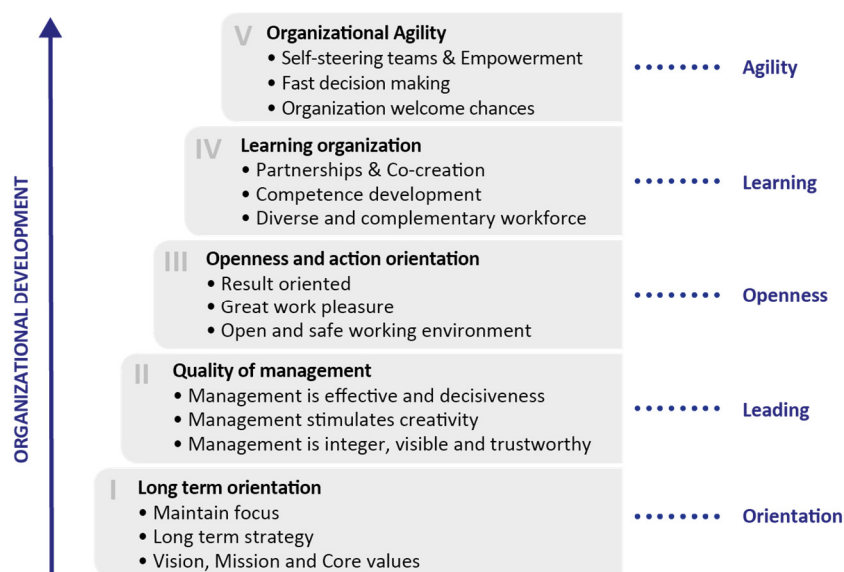 ORGANIZATIONAL DEVELOPMENT
V Organizational Agility
• Self-steering teams & Empowerment
• Fast decision making
• Organization welcome chances
Agility
IV Learning organization
• Partnerships & Co-creation
• Competence development
• Diverse and complementary workforce
Learning
III Openness and action orientation
• Result oriented
• Great work pleasure
• Open and safe working environment
Openness
II Quality of management
• Management is effective and decisiveness
• Management stimulates creativity
• Management is integer, visible and trustworthy
Leading
I Long term orientation
• Maintain focus
• Long term strategy
• Vision, Mission and Core values
Orientation